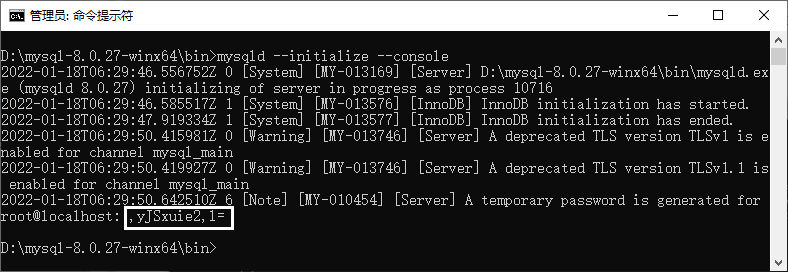 管理员: 命令提示符
D:\mysql-8.0.27-winx64\bin>mysqld --initialize --console
2022-01-18T06:29:46.556752Z 0 [System] [MY-013169] [Server] D:\mysql-8.0.27-winx64\bin\mysqld.ex
e (mysqld 8.0.27) initializing of server in progress as process 10716
2022-01-18T06:29:46.585517Z 1 [System] [MY-013576] [InnoDB] InnoDB initialization has started.
2022-01-18T06:29:47.919334Z 1 [System] [MY-013577] [InnoDB] InnoDB initialization has ended.
2022-01-18T06:29:50.415981Z 0 [Warning] [MY-013746] [Server] A deprecated TLS version TLSv1 is e
nabled for channel mysql_main
2022-01-18T06:29:50.419927Z 0 [Warning] [MY-013746] [Server] A deprecated TLS version TLSv1.1 is
 enabled for channel mysql_main
2022-01-18T06:29:50.642510Z 6 [Note] [MY-010454] [Server] A temporary password is generated for
root@localhost: ,yJSxuie2,1=
D:\mysql-8.0.27-winx64\bin>